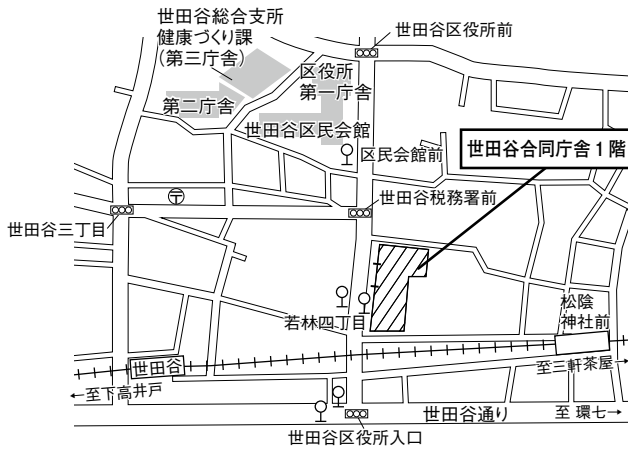 世田谷総合支所
健康づくり課
(第三庁舎)
世田谷区役所前
区役所
第一庁舎
第二庁舎
世田谷区民会館
区民会館前
世田谷合同庁舎1階
世田谷税務署前
世田谷三丁目
若林四丁目
松陰
神社前
世田谷
至三軒茶屋
←至下高井戸
世田谷通り
至 環七→
世田谷区役所入口